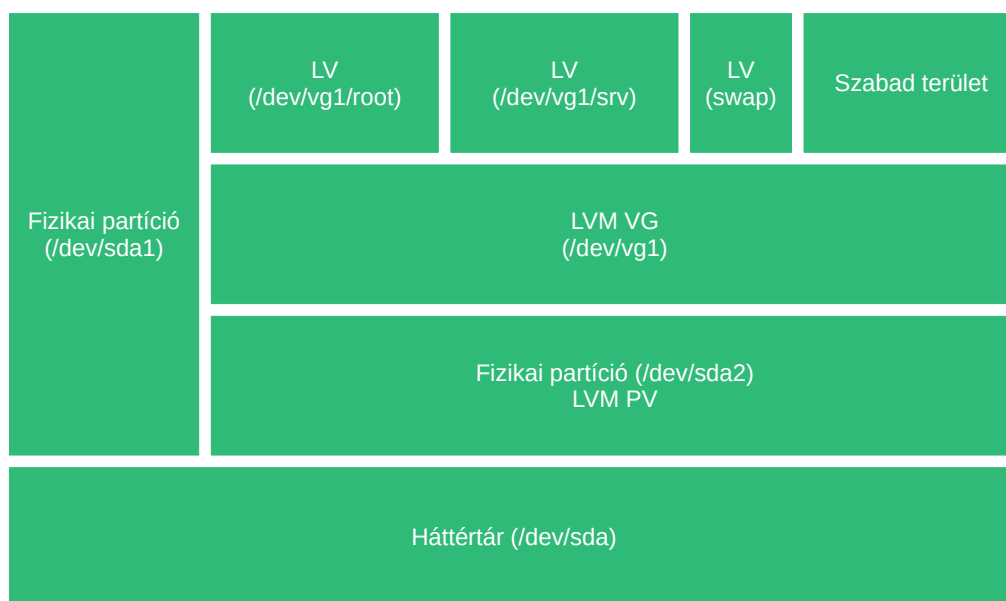 LV
(/dev/vg1/root)
LV
(/dev/vg1/srv)
LV
(swap)
Szabad terület
Fizikai partíció
(/dev/sda1)
LVM VG
(/dev/vg1)
Fizikai partíció (/dev/sda2)
LVM PV
Háttértár (/dev/sda)